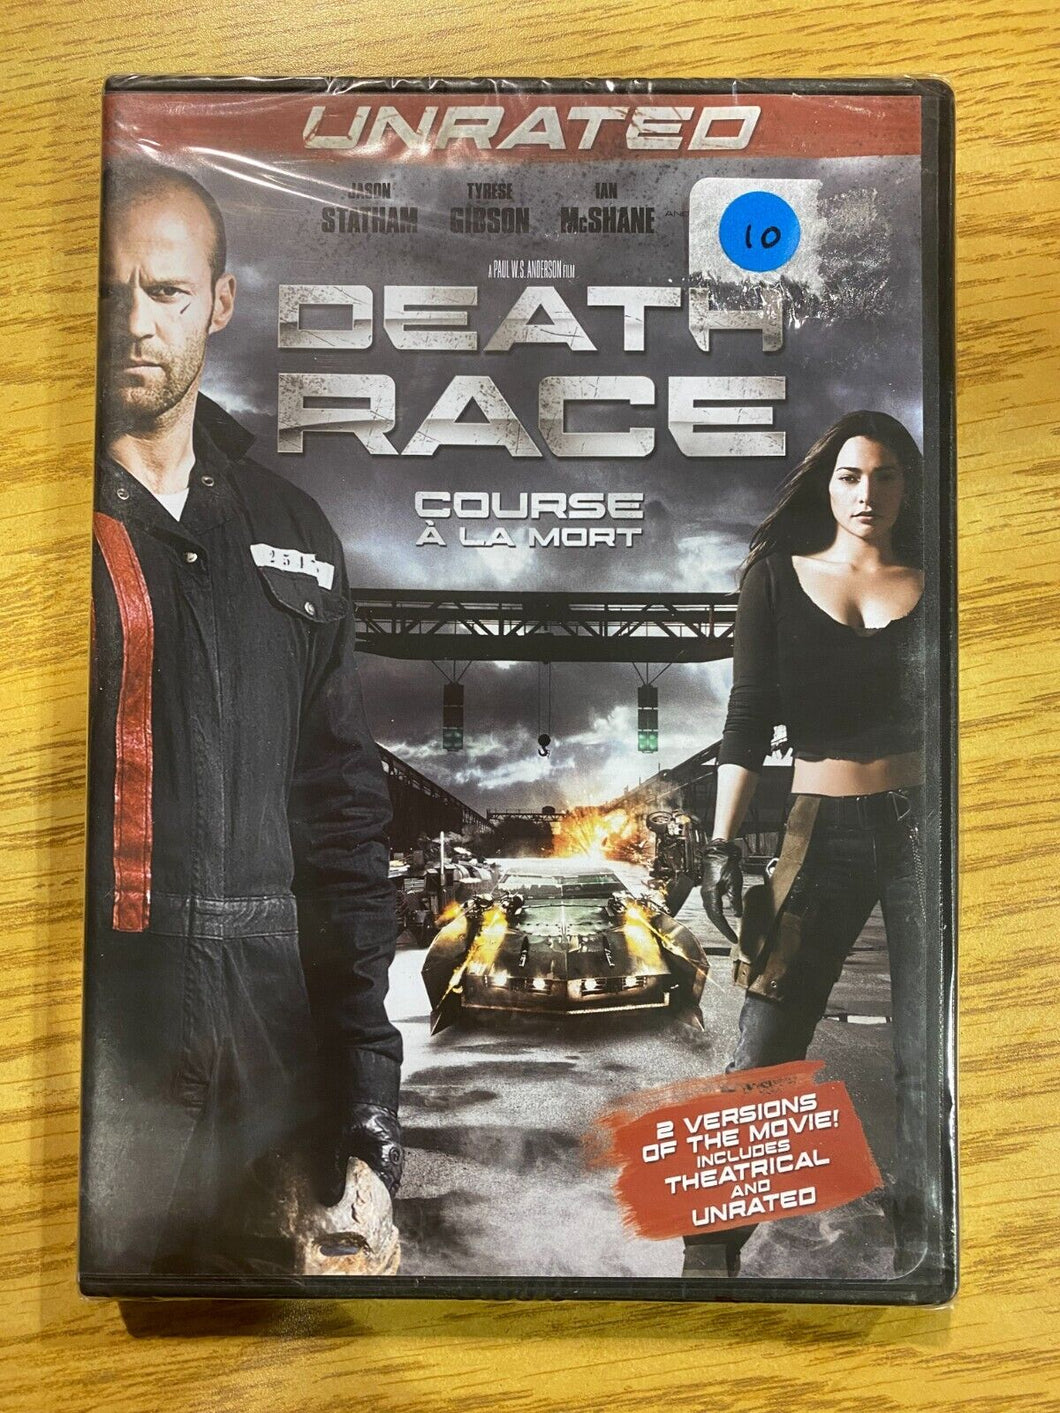 UNRATED
JASON TYRESE IAN
STATHAM GIBSON McSHANE AND
10
A PAUL W.S. ANDERSON FILM
DEATH
RACE
COURSE
À LA MORT
2 VERSIONS
OF THE MOVIE!
INCLUDES
THEATRICAL
AND
UNRATED